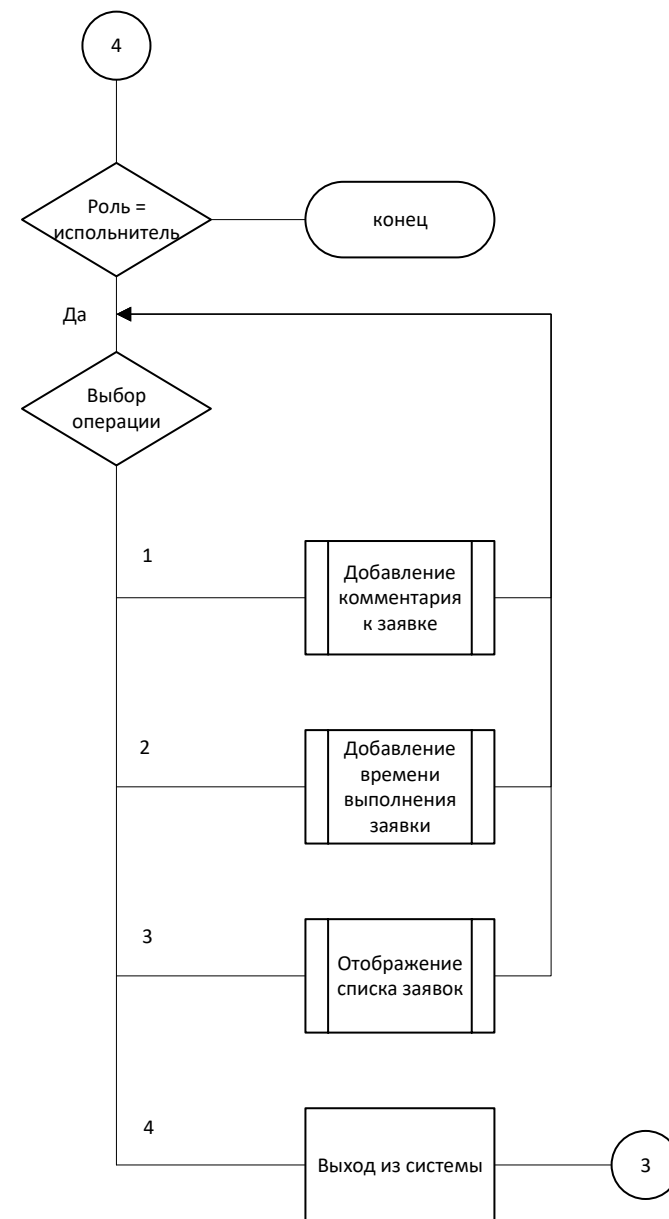 4
Роль =
испольнитель
конец
Да
Выбор
операции
1
Добавление
комментария
к заявке
2
Добавление
времени
выполнения
заявки
3
Отображение
списка заявок
4
Выход из системы
3